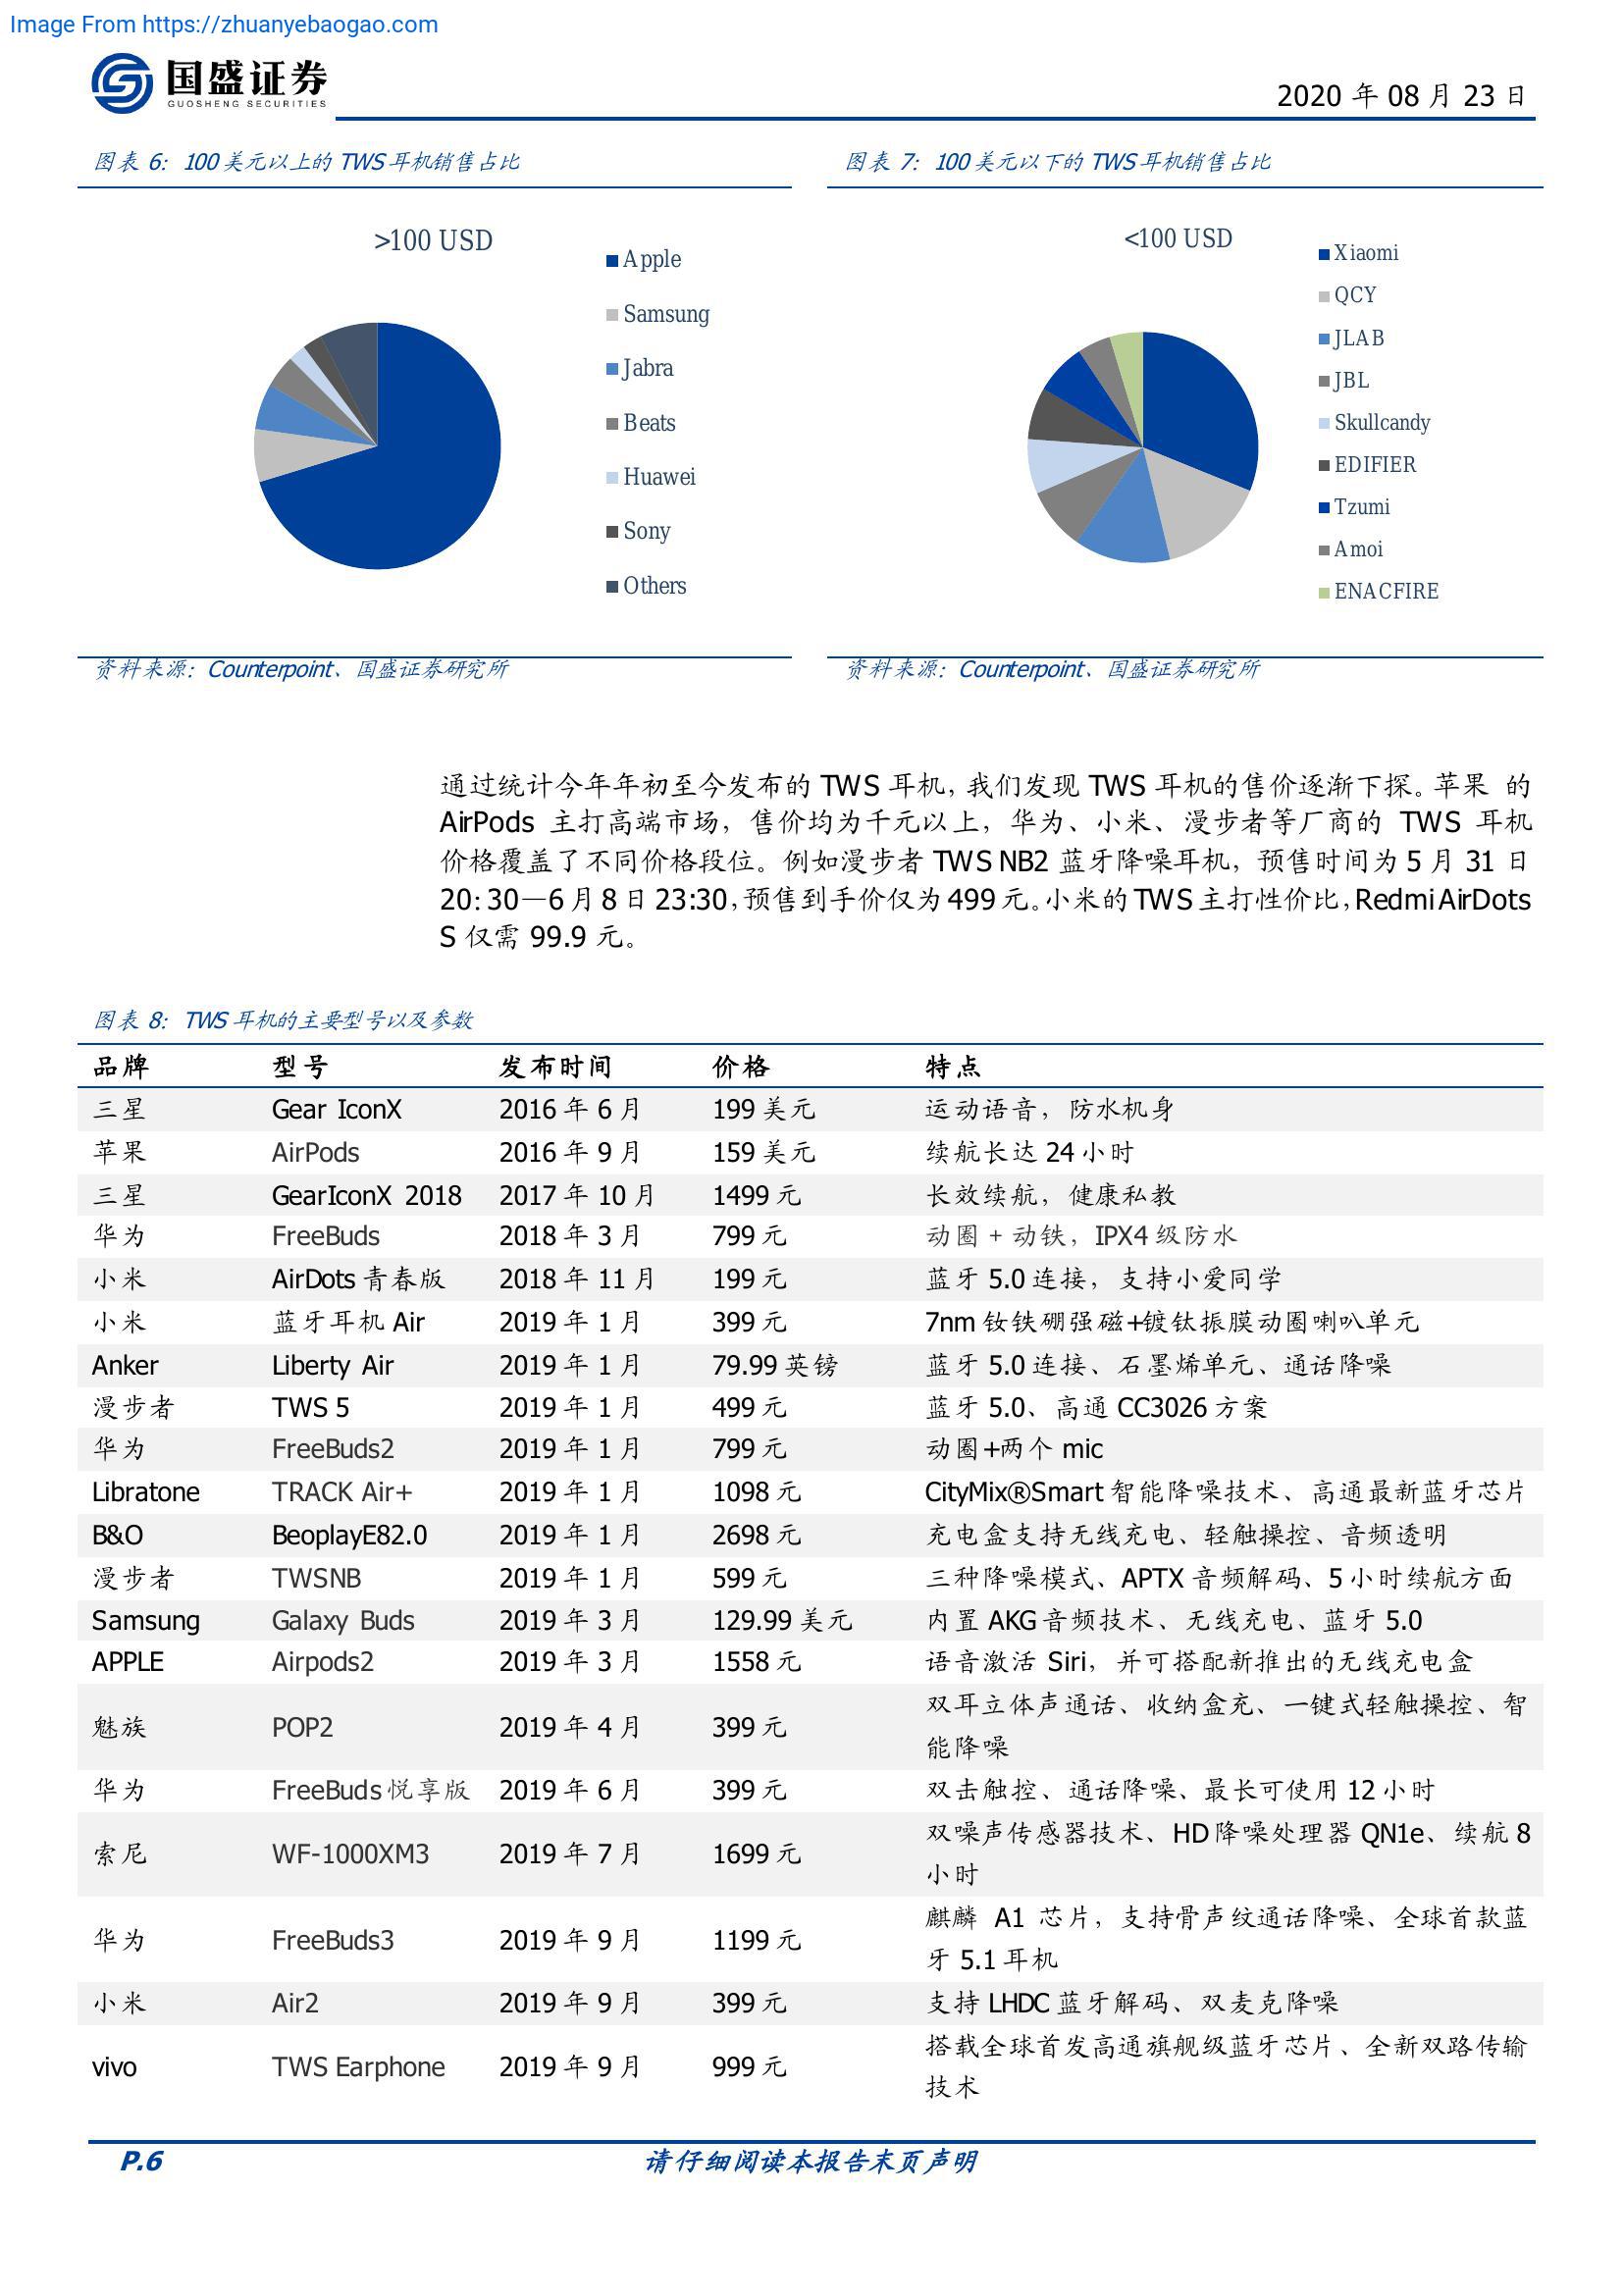 Image From https://zhuanyebaogao.com
国盛证券
GUOSHENG SECURITIES
2020 年 08 月 23 日
图表 6：100 美元以上的 TWS 耳机销售占比
>100 USD
Apple
Samsung
Jabra
Beats
Huawei
Sony
Others
资料来源：Counterpoint、国盛证券研究所
图表 7：100 美元以下的 TWS 耳机销售占比
<100 USD
Xiaomi
QCY
JLAB
JBL
Skullcandy
EDIFIER
Tzumi
Amoi
ENACFIRE
资料来源：Counterpoint、国盛证券研究所
通过统计今年年初至今发布的 TWS 耳机，我们发现 TWS 耳机的售价逐渐下探。苹果 的
AirPods 主打高端市场，售价均为千元以上，华为、小米、漫步者等厂商的 TWS 耳机
价格覆盖了不同价格段位。例如漫步者 TWS NB2 蓝牙降噪耳机，预售时间为 5 月 31 日
20：30—6 月 8 日 23:30，预售到手价仅为 499 元。小米的 TWS 主打性价比，Redmi AirDots
S 仅需 99.9 元。
图表 8：TWS 耳机的主要型号以及参数
品牌 型号 发布时间 价格 特点
三星 Gear IconX 2016 年 6 月 199 美元 运动语音，防水机身
苹果 AirPods 2016 年 9 月 159 美元 续航长达 24 小时
三星 GearIconX 2018 2017 年 10 月 1499 元 长效续航，健康私教
华为 FreeBuds 2018 年 3 月 799 元 动圈 + 动铁，IPX4 级防水
小米 AirDots 青春版 2018 年 11 月 199 元 蓝牙 5.0 连接，支持小爱同学
小米 蓝牙耳机 Air 2019 年 1 月 399 元 7nm 钕铁硼强磁+镀钛振膜动圈喇叭单元
Anker Liberty Air 2019 年 1 月 79.99 英镑 蓝牙 5.0 连接、石墨烯单元、通话降噪
漫步者 TWS 5 2019 年 1 月 499 元 蓝牙 5.0、高通 CC3026 方案
华为 FreeBuds2 2019 年 1 月 799 元 动圈+两个 mic
Libratone TRACK Air+ 2019 年 1 月 1098 元 CityMix®Smart 智能降噪技术、高通最新蓝牙芯片
B&O BeoplayE82.0 2019 年 1 月 2698 元 充电盒支持无线充电、轻触操控、音频透明
漫步者 TWSNB 2019 年 1 月 599 元 三种降噪模式、APTX 音频解码、5 小时续航方面
Samsung Galaxy Buds 2019 年 3 月 129.99 美元 内置 AKG 音频技术、无线充电、蓝牙 5.0
APPLE Airpods2 2019 年 3 月 1558 元 语音激活 Siri，并可搭配新推出的无线充电盒
魅族 POP2 2019 年 4 月 399 元 双耳立体声通话、收纳盒充、一键式轻触操控、智
能降噪
华为 FreeBuds 悦享版 2019 年 6 月 399 元 双击触控、通话降噪、最长可使用 12 小时
索尼 WF-1000XM3 2019 年 7 月 1699 元 双噪声传感器技术、HD 降噪处理器 QN1e、续航 8
小时
华为 FreeBuds3 2019 年 9 月 1199 元 麒麟 A1 芯片，支持骨声纹通话降噪、全球首款蓝
牙 5.1 耳机
小米 Air2 2019 年 9 月 399 元 支持 LHDC 蓝牙解码、双麦克降噪
vivo TWS Earphone 2019 年 9 月 999 元 搭载全球首发高通旗舰级蓝牙芯片、全新双路传输
技术
P.6 请仔细阅读本报告末页声明